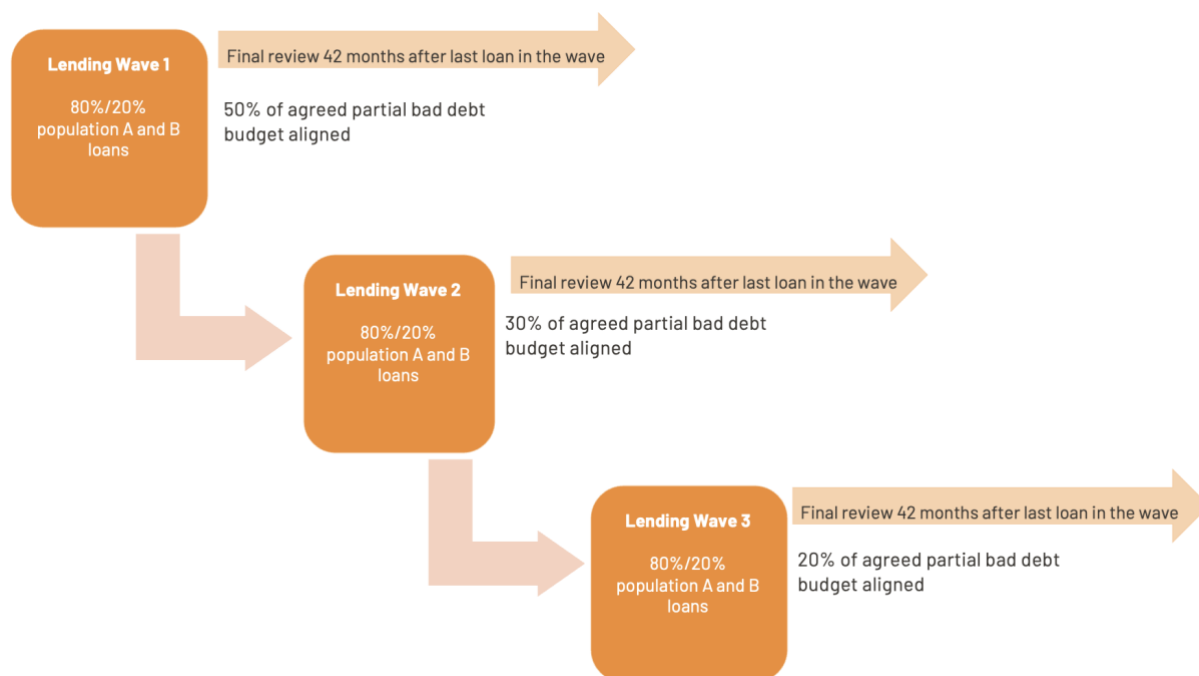 Lending Wave 1
80%/20%
population A and B
loans
Final review 42 months after last loan in the wave
50% of agreed partial bad debt
budget aligned
Lending Wave 2
80%/20%
population A and B
loans
Final review 42 months after last loan in the wave
30% of agreed partial bad debt
budget aligned
Lending Wave 3
80%/20%
population A and B
loans
Final review 42 months after last loan in the wave
20% of agreed partial bad debt
budget aligned